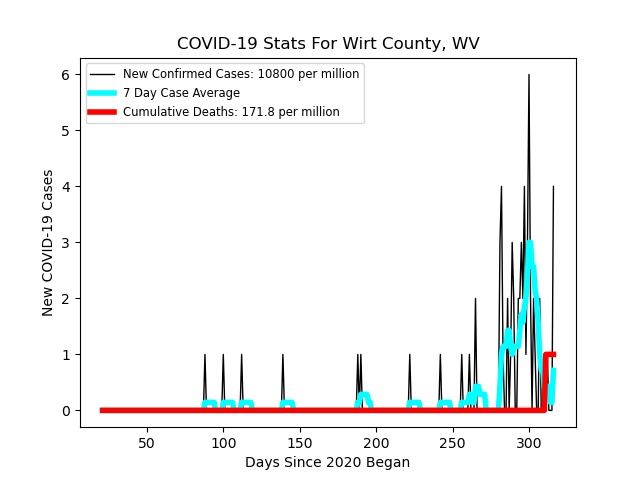 COVID-19 Stats For Wirt County, WV
New Confirmed Cases: 10800 per million
7 Day Case Average
Cumulative Deaths: 171.8 per million
New COVID-19 Cases
6
5
4
3
2
1
0
50 100 150 200 250 300
Days Since 2020 Began